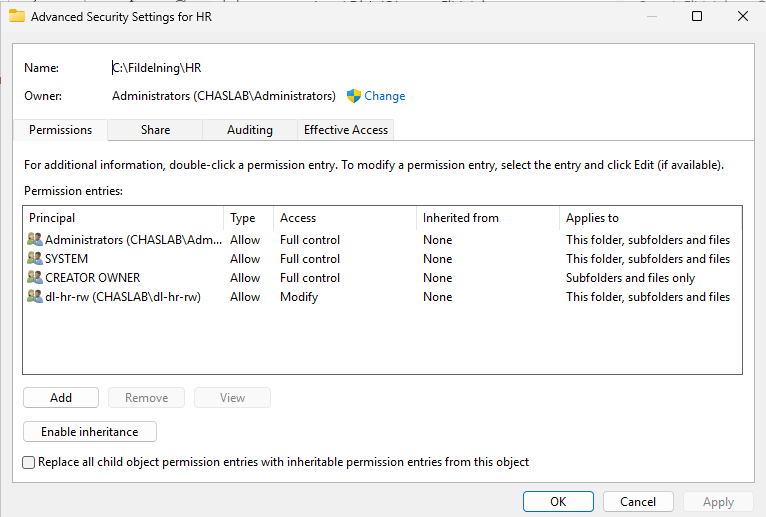 Advanced Security Settings for HR
Name: C:\Fildelning\HR
Owner: Administrators (CHASLAB\Administrators) Change
Permissions Share Auditing Effective Access
For additional information, double-click a permission entry. To modify a permission entry, select the entry and click Edit (if available).
Permission entries:
Principal Type Access Inherited from Applies to
Administrators (CHASLAB\Adm... Allow Full control None This folder, subfolders and files
SYSTEM Allow Full control None This folder, subfolders and files
CREATOR OWNER Allow Full control None Subfolders and files only
dl-hr-rw (CHASLAB\dl-hr-rw) Allow Modify None This folder, subfolders and files
Add Remove View
Enable inheritance
Replace all child object permission entries with inheritable permission entries from this object
OK Cancel Apply